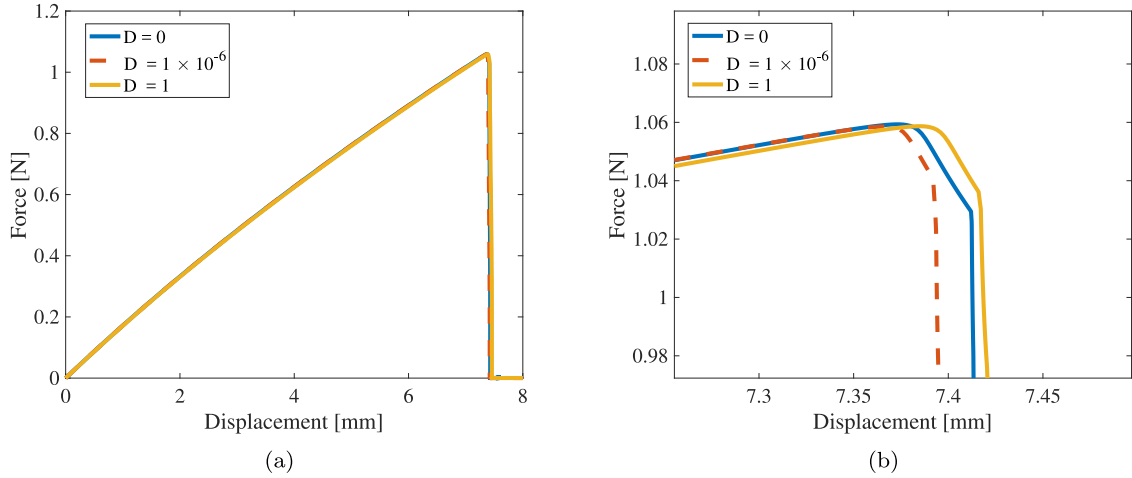 1.2
1
0.8
0.6
0.4
0.2
0
Force [N]
D = 0
D = 1 × 10⁻⁶
D = 1
0 2 4 6 8
Displacement [mm]
(a)
1.08
1.06
1.04
1.02
1
0.98
Force [N]
D = 0
D = 1 × 10⁻⁶
D = 1
7.3 7.35 7.4 7.45
Displacement [mm]
(b)